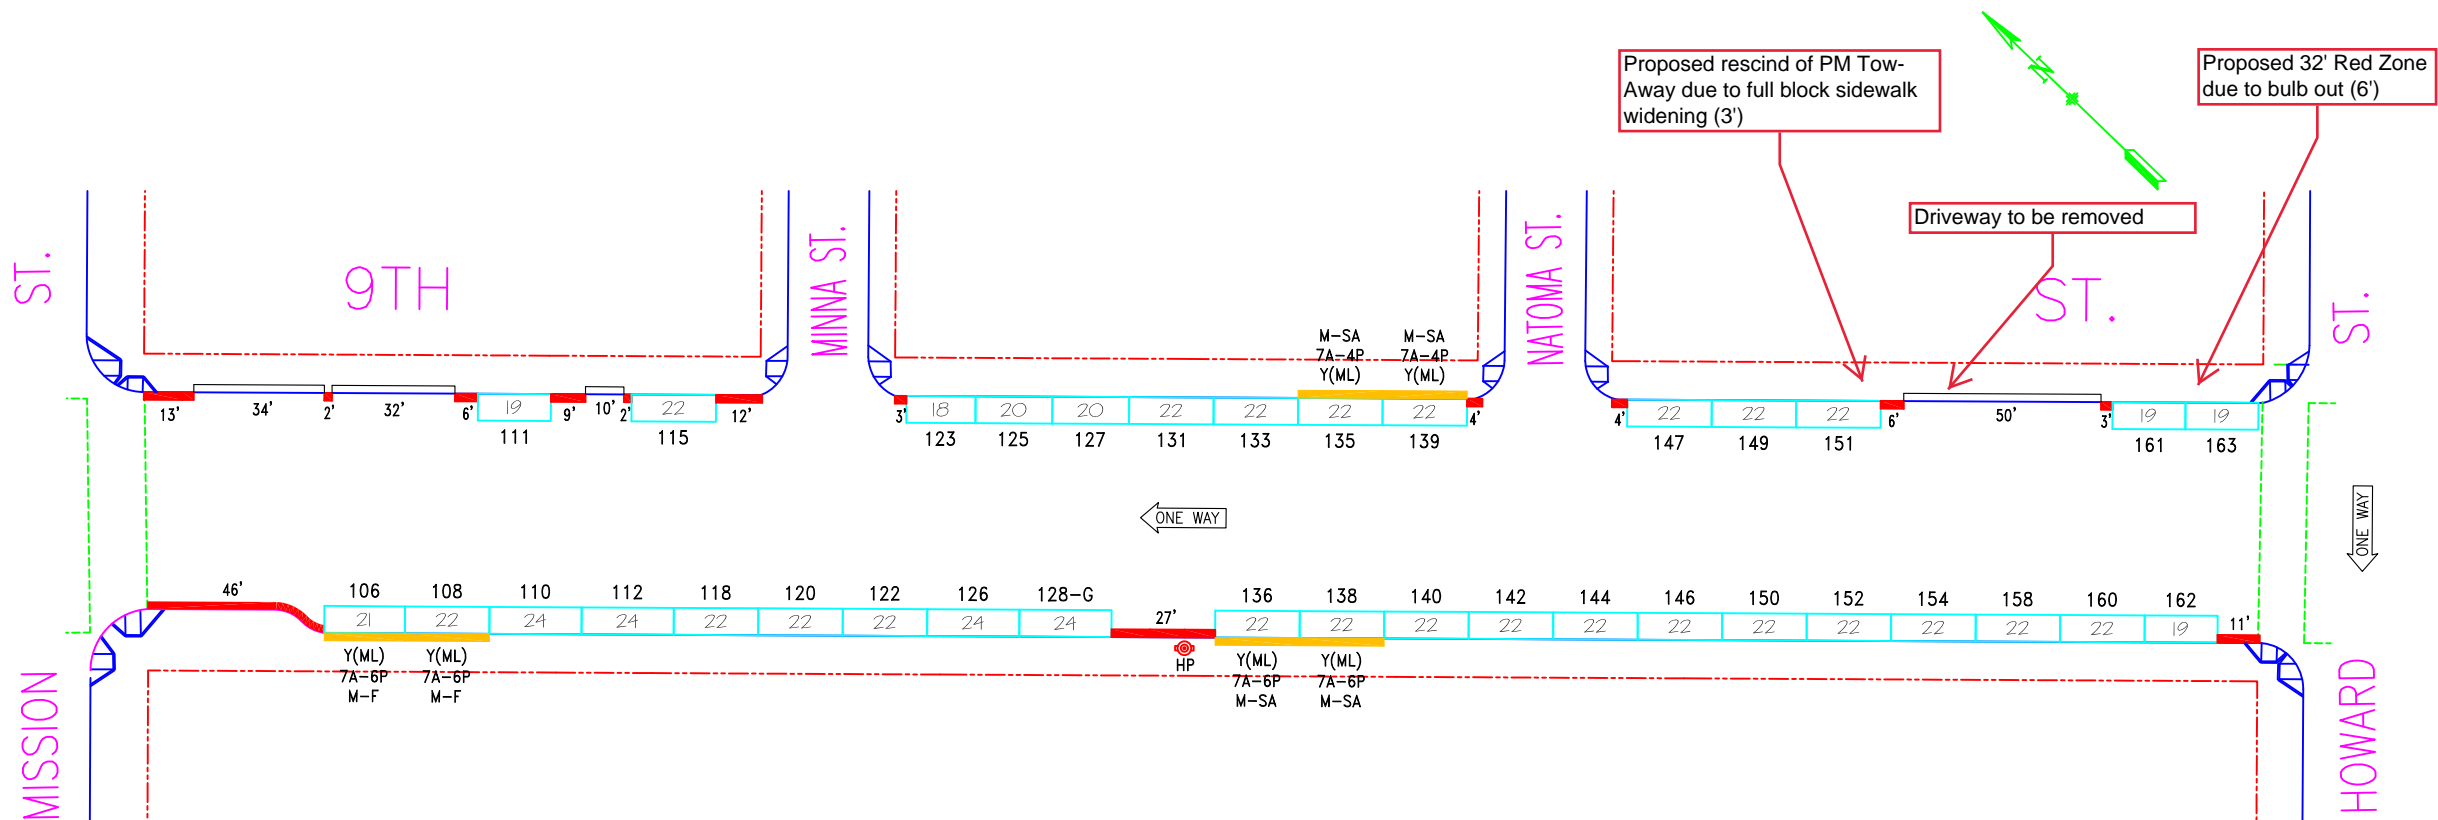 Proposed rescind of PM Tow-
Away due to full block sidewalk
widening (3')
Proposed 32' Red Zone
due to bulb out (6')
N
Driveway to be removed
ST.
9TH
MINNA ST.
NATOMA ST.
ST.
ST.
M-SA M-SA
7A-4P 7A-4P
Y(ML) Y(ML)
13' 34' 2' 32' 6' 19 9' 10' 2' 22 12' 3' 18 20 20 22 22 22 22 4' 4' 22 22 22 6' 50' 3' 19 19
111 115 123 125 127 131 133 135 139 147 149 151 161 163
ONE WAY
ONE WAY
46' 106 108 110 112 118 120 122 126 128-G 27' 136 138 140 142 144 146 150 152 154 158 160 162 11'
21 22 24 24 22 22 22 24 24 22 22 22 22 22 22 22 22 22 22 22 19
HP
Y(ML) Y(ML) Y(ML) Y(ML)
7A-6P 7A-6P 7A-6P 7A-6P
M-F M-F M-SA M-SA
MISSION
HOWARD